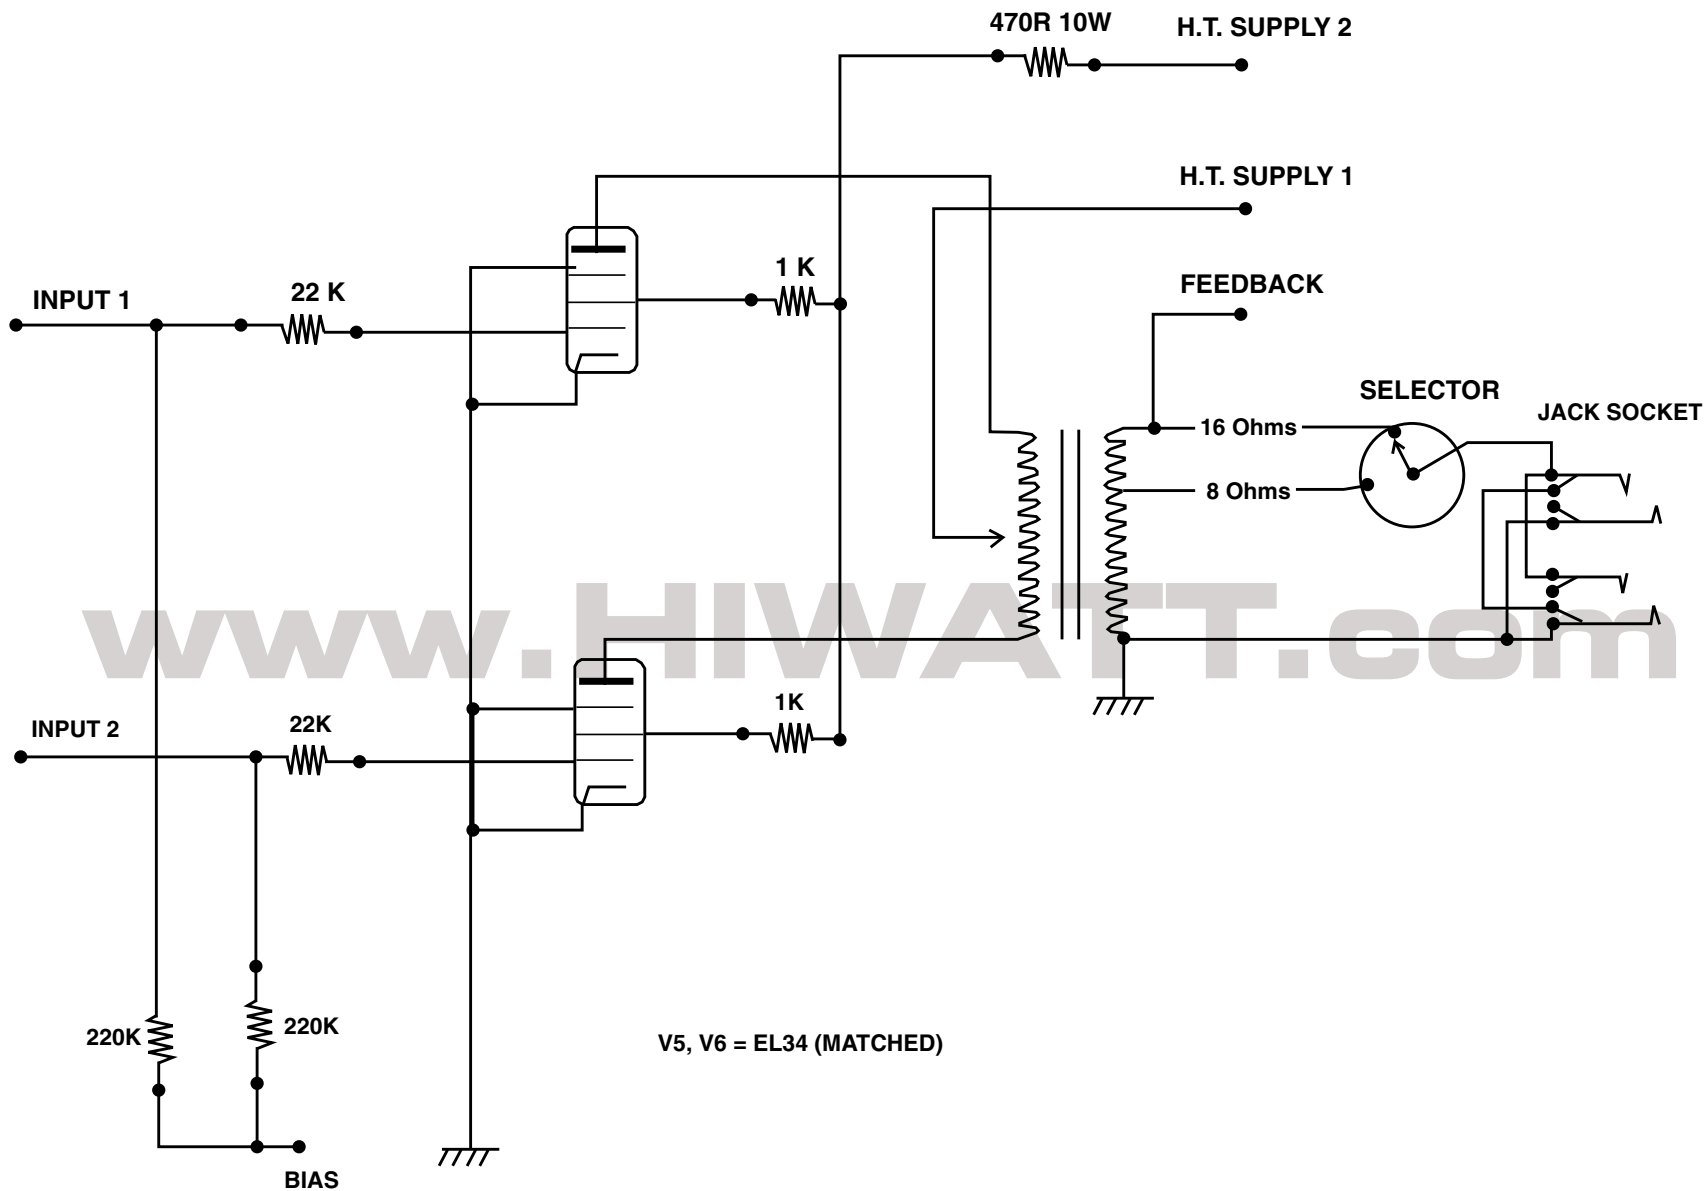 470R 10W
H.T. SUPPLY 2
H.T. SUPPLY 1
1 K
22 K
INPUT 1
FEEDBACK
SELECTOR
JACK SOCKET
16 Ohms
8 Ohms
www.HIWATT.com
1K
22K
INPUT 2
220K
220K
V5, V6 = EL34 (MATCHED)
BIAS